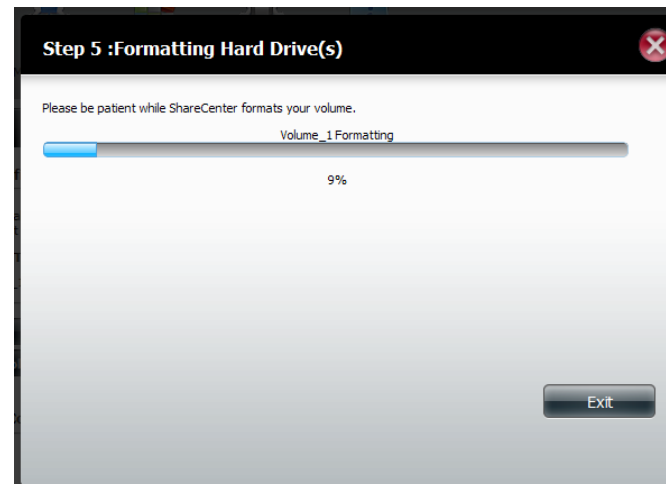 Step 5 :Formatting Hard Drive(s)
Please be patient while ShareCenter formats your volume.
Volume_1 Formatting
9%
Exit